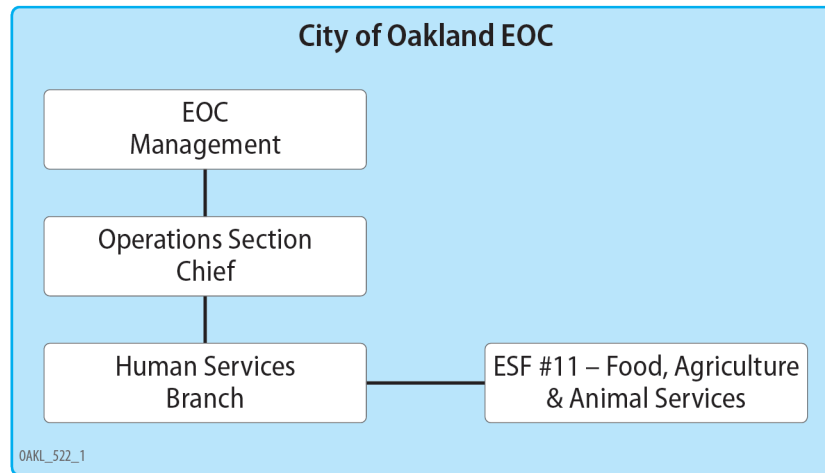 City of Oakland EOC
EOC
Management
Operations Section
Chief
Human Services
Branch
ESF #11 – Food, Agriculture
& Animal Services
OAKL_522_1